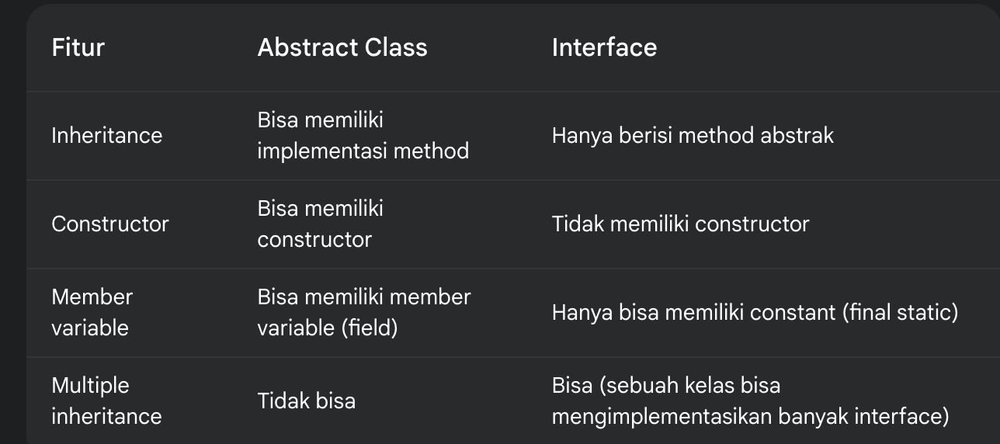 Fitur Abstract Class Interface
Inheritance
Bisa memiliki
implementasi method
Hanya berisi method abstrak
Constructor
Bisa memiliki
constructor
Tidak memiliki constructor
Member
variable
Bisa memiliki member
variable (field)
Hanya bisa memiliki constant (final static)
Multiple
inheritance
Tidak bisa
Bisa (sebuah kelas bisa
mengimplementasikan banyak interface)